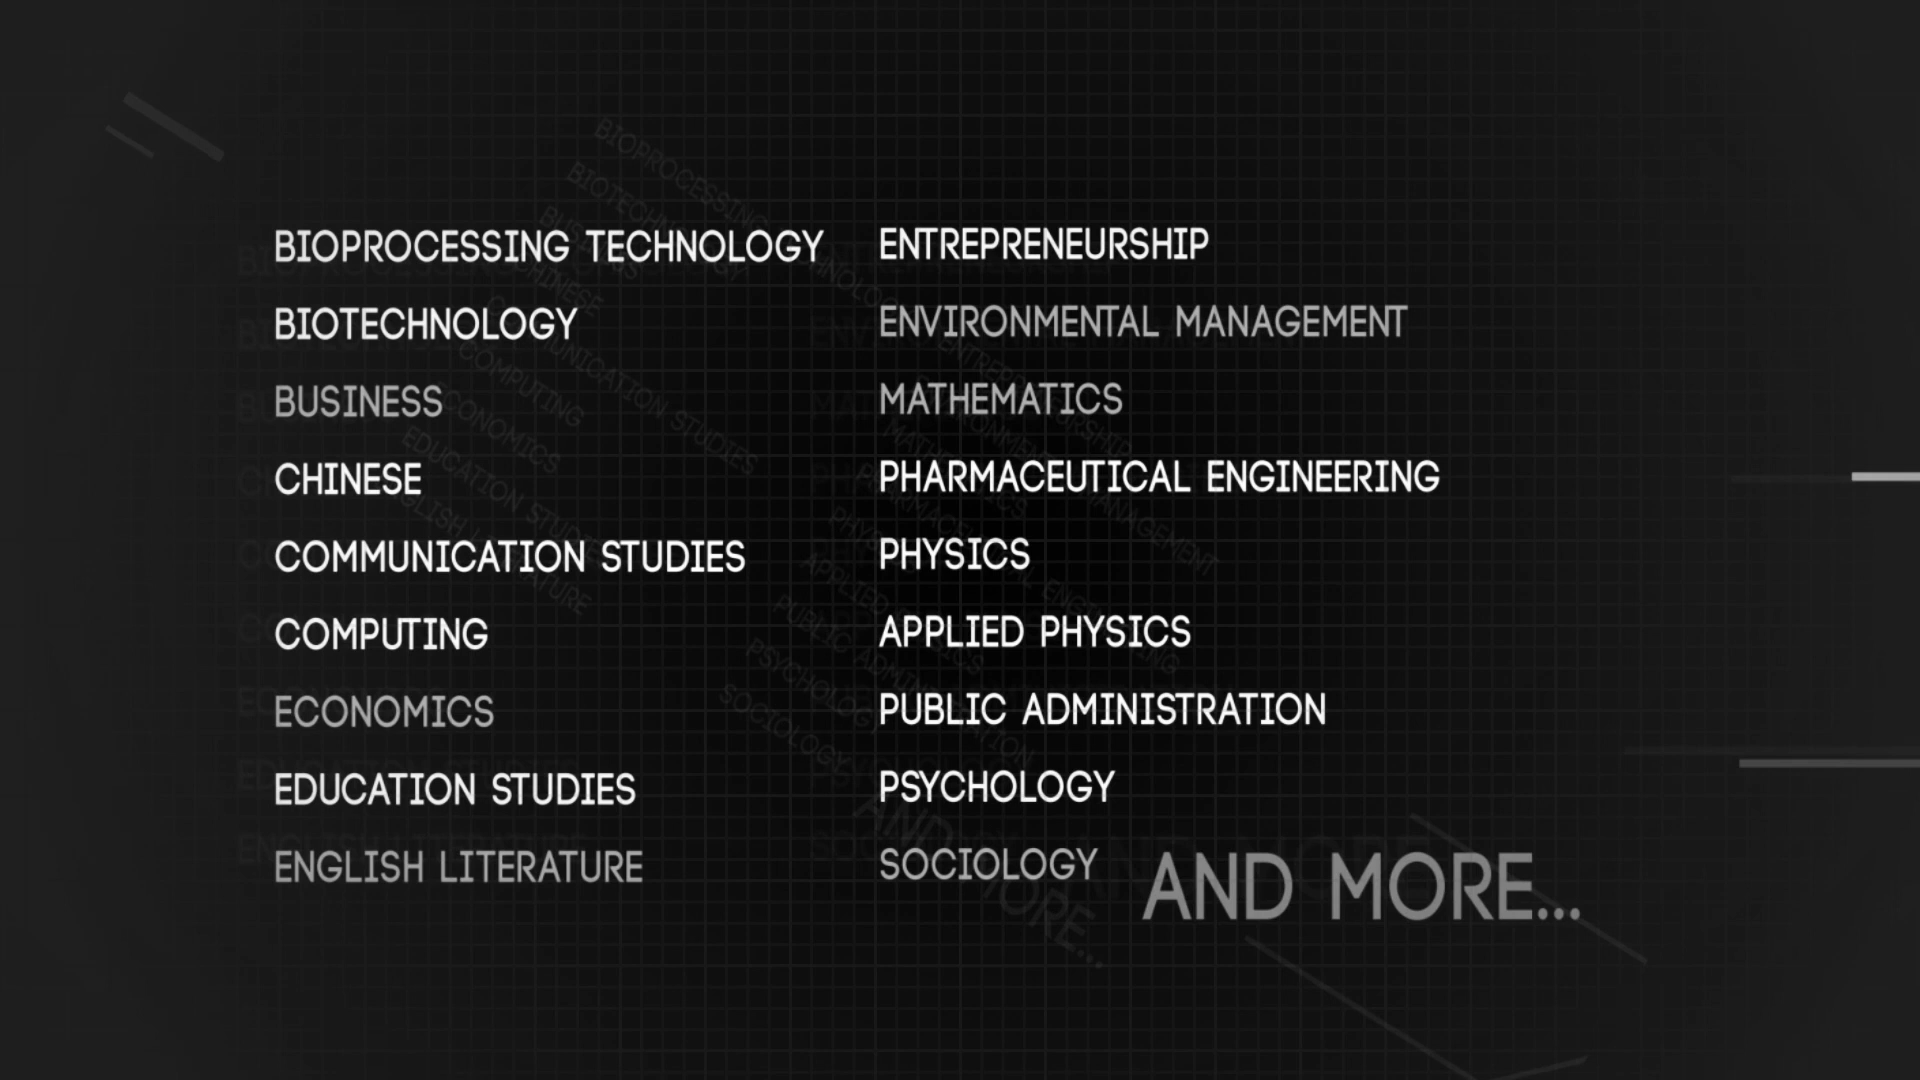 BIOPROCESSING TECHNOLOGY
BIOTECHNOLOGY
BUSINESS
CHINESE
COMMUNICATION STUDIES
COMPUTING
ECONOMICS
EDUCATION STUDIES
ENGLISH LITERATURE
ENTREPRENEURSHIP
ENVIRONMENTAL MANAGEMENT
MATHEMATICS
PHARMACEUTICAL ENGINEERING
PHYSICS
APPLIED PHYSICS
PUBLIC ADMINISTRATION
PSYCHOLOGY
SOCIOLOGY
AND MORE...